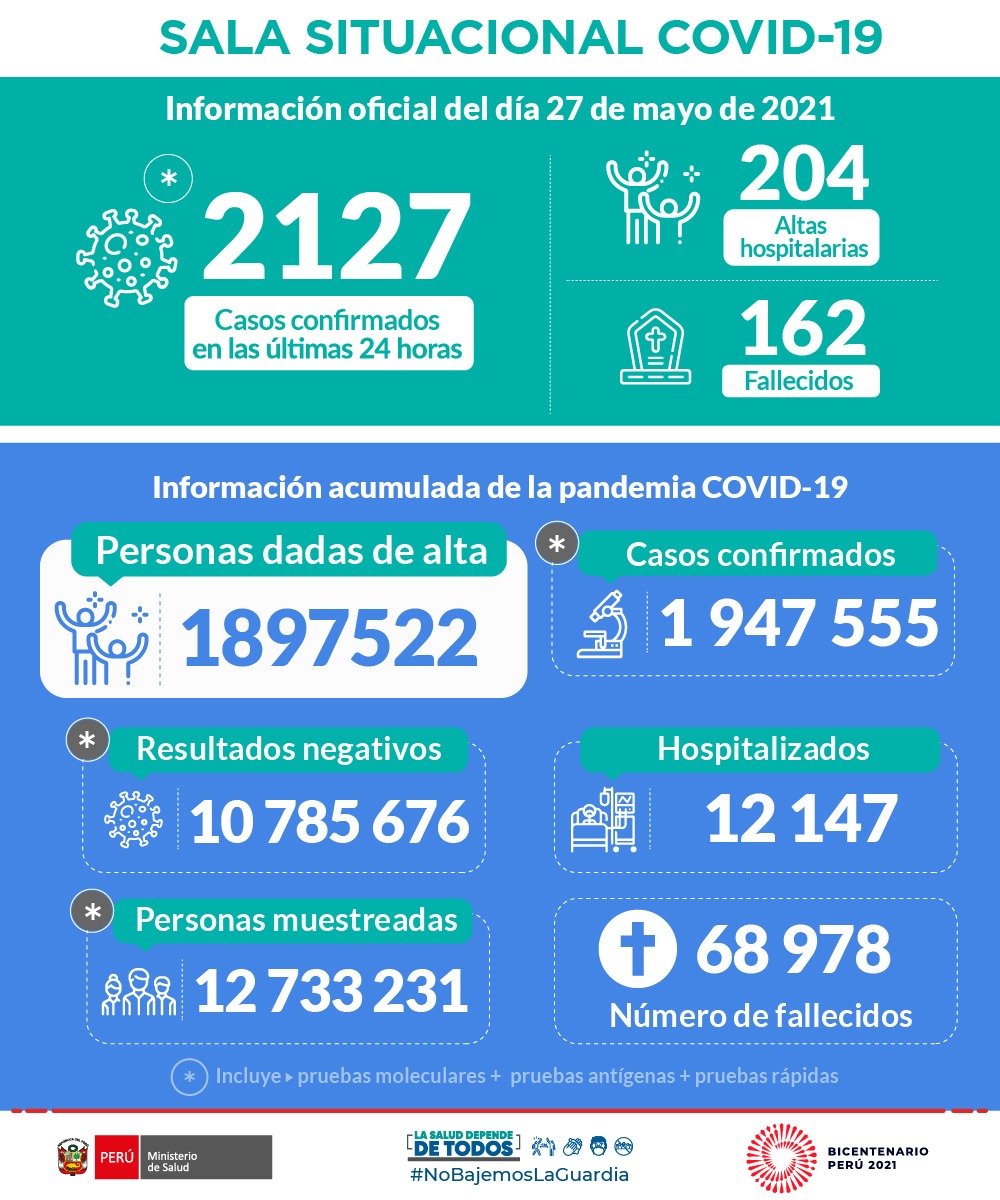 SALA SITUACIONAL COVID-19
Información oficial del día 27 de mayo de 2021
*
2127
Casos confirmados
en las últimas 24 horas
204
Altas
hospitalarias
162
Fallecidos
Información acumulada de la pandemia COVID-19
Personas dadas de alta
1897522
*
Casos confirmados
1 947 555
*
Resultados negativos
10 785 676
Hospitalizados
12 147
*
Personas muestreadas
12 733 231
68 978
Número de fallecidos
* Incluye ▸ pruebas moleculares + pruebas antígenas + pruebas rápidas
PERÚ
Ministerio
de Salud
LA SALUD DEPENDE
DE TODOS
#NoBajemosLaGuardia
BICENTENARIO
PERÚ 2021